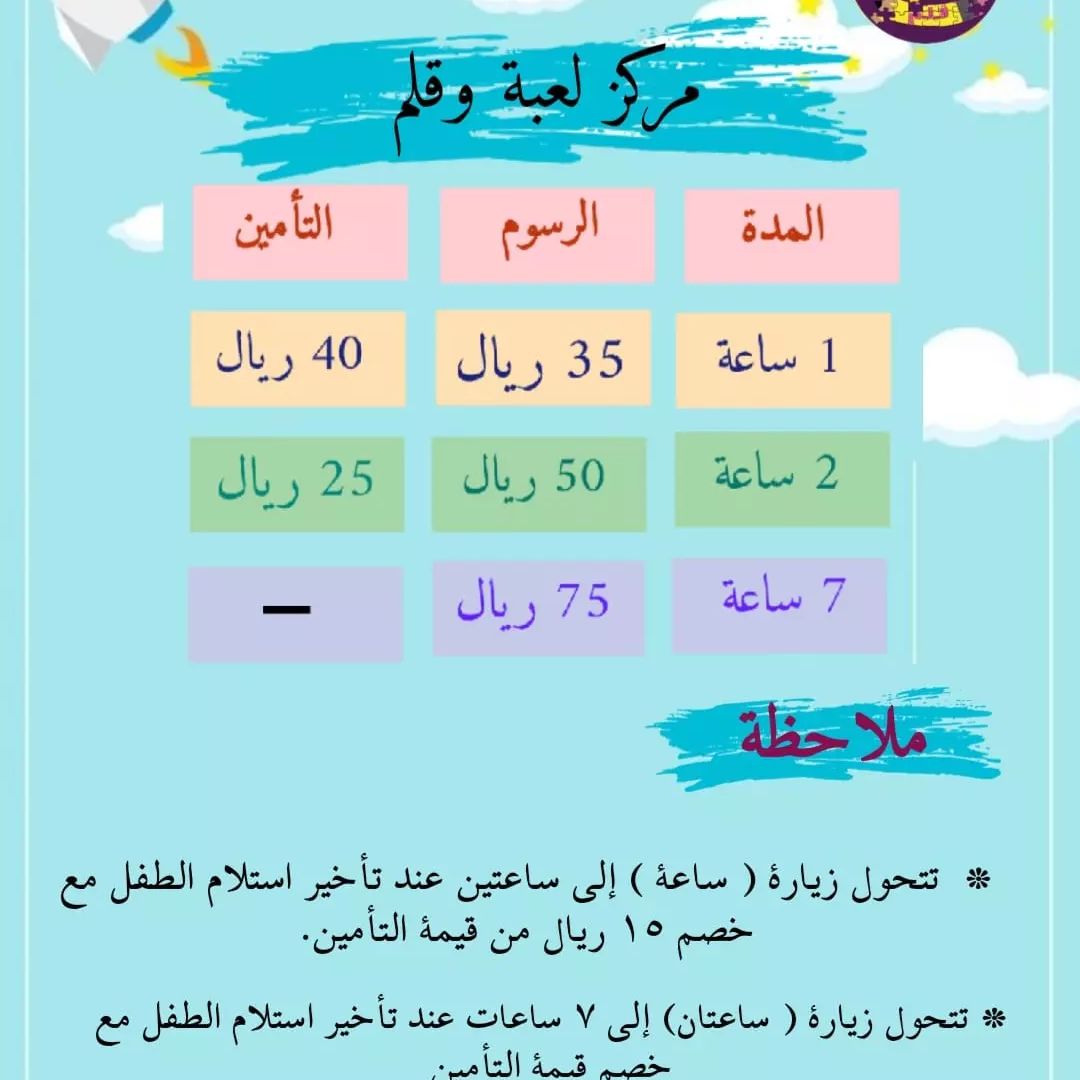 مركز لعبة وقلم
المدة الرسوم التأمين
1 ساعة 35 ريال 40 ريال
2 ساعة 50 ريال 25 ريال
7 ساعة 75 ريال —
ملاحظة
❊ تتحول زيارة ( ساعة ) إلى ساعتين عند تأخير استلام الطفل مع
خصم ١٥ ريال من قيمة التأمين.
❊ تتحول زيارة ( ساعتان) إلى ٧ ساعات عند تأخير استلام الطفل مع
خصم قيمة التأمين